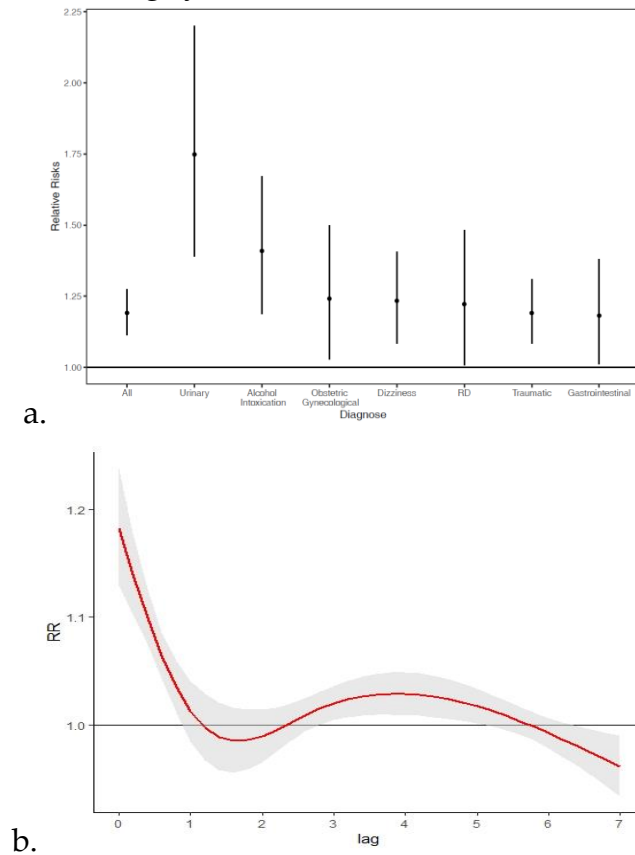 2.25
2.00
1.75
1.50
1.25
1.00
Relative Risks
All
Urinary
Alcohol
Intoxication
Obstetric
Gynecological
Dizziness
RD
Traumatic
Gastrointestinal
Diagnose
a.
1.2
1.1
1.0
RR
0 1 2 3 4 5 6 7
lag
b.